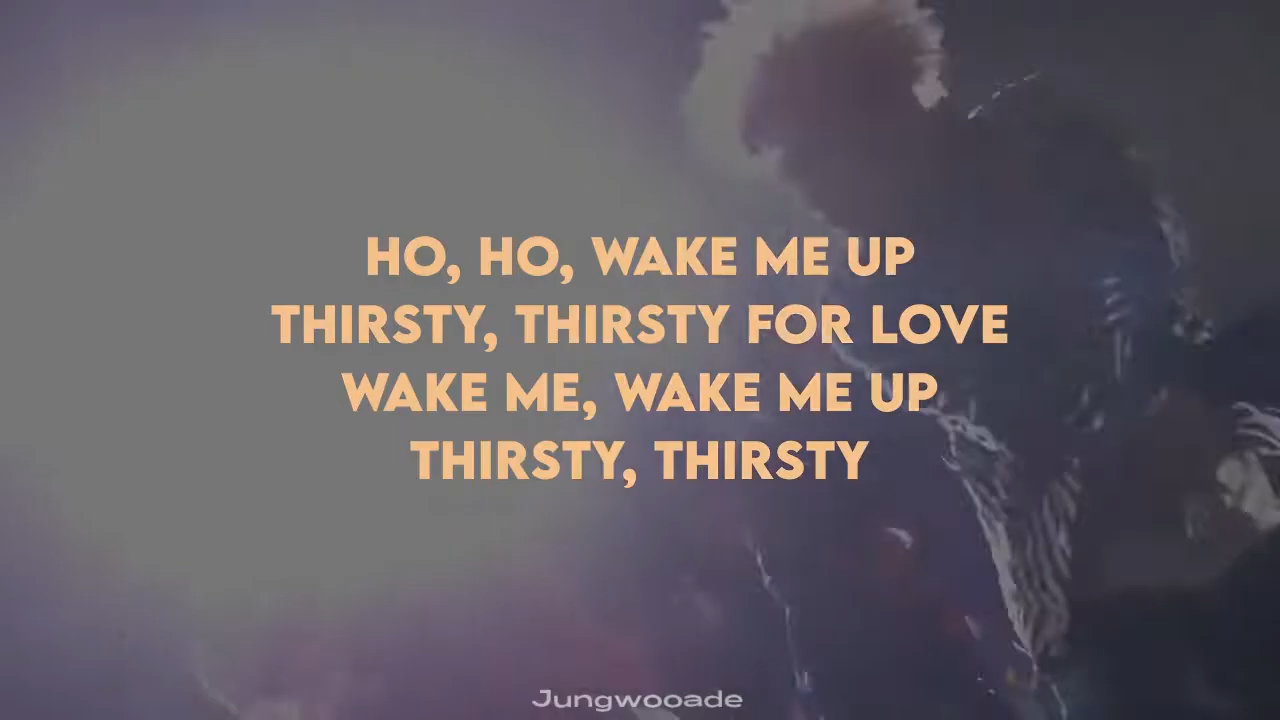 HO, HO, WAKE ME UP
THIRSTY, THIRSTY FOR LOVE
WAKE ME, WAKE ME UP
THIRSTY, THIRSTY
Jungwooade